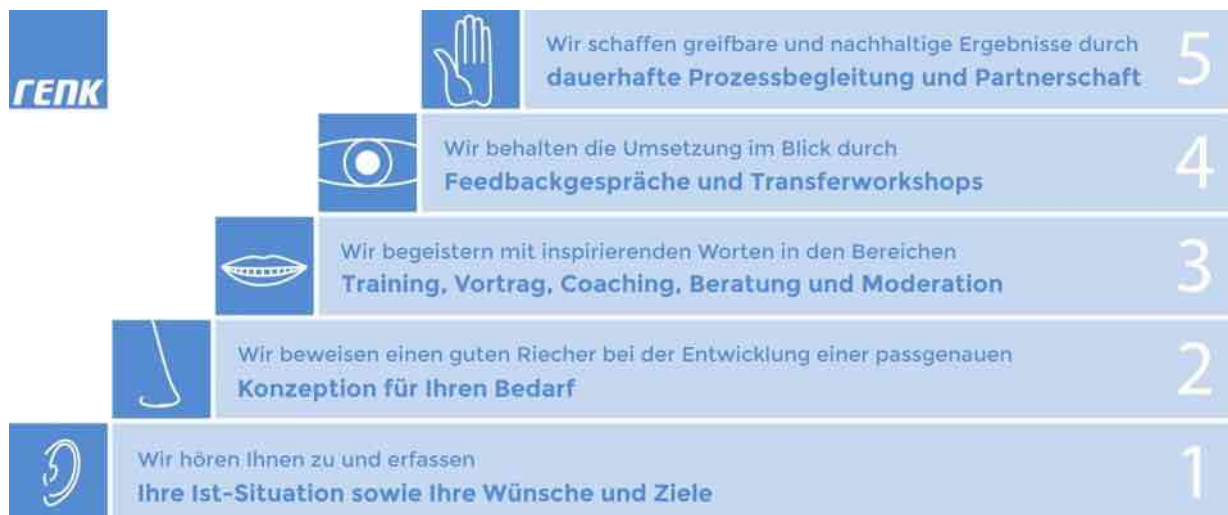 renk
Wir schaffen greifbare und nachhaltige Ergebnisse durch
dauerhafte Prozessbegleitung und Partnerschaft
5
Wir behalten die Umsetzung im Blick durch
Feedbackgespräche und Transferworkshops
4
Wir begeistern mit inspirierenden Worten in den Bereichen
Training, Vortrag, Coaching, Beratung und Moderation
3
Wir beweisen einen guten Riecher bei der Entwicklung einer passgenauen
Konzeption für Ihren Bedarf
2
Wir hören Ihnen zu und erfassen
Ihre Ist-Situation sowie Ihre Wünsche und Ziele
1